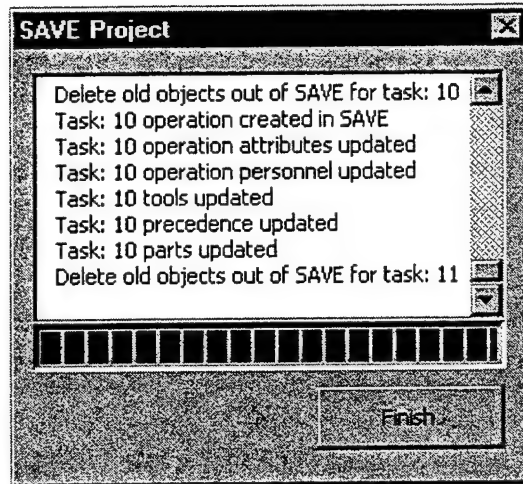 SAVE Project
Delete old objects out of SAVE for task: 10
Task: 10 operation created in SAVE
Task: 10 operation attributes updated
Task: 10 operation personnel updated
Task: 10 tools updated
Task: 10 precedence updated
Task: 10 parts updated
Delete old objects out of SAVE for task: 11
Finish